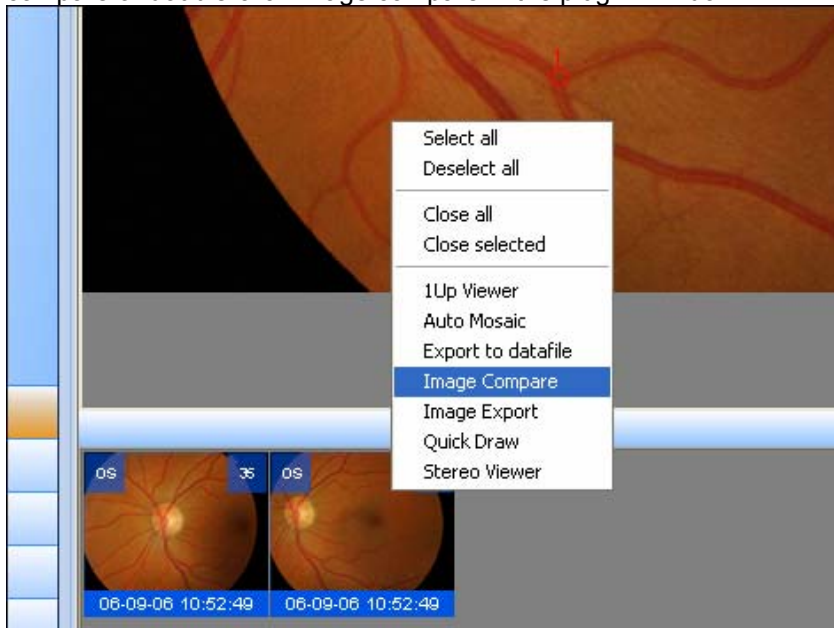 Select all
Deselect all
Close all
Close selected
1Up Viewer
Auto Mosaic
Export to datafile
Image Compare
Image Export
Quick Draw
Stereo Viewer
OS 35 OS
06-09-06 10:52:49 06-09-06 10:52:49